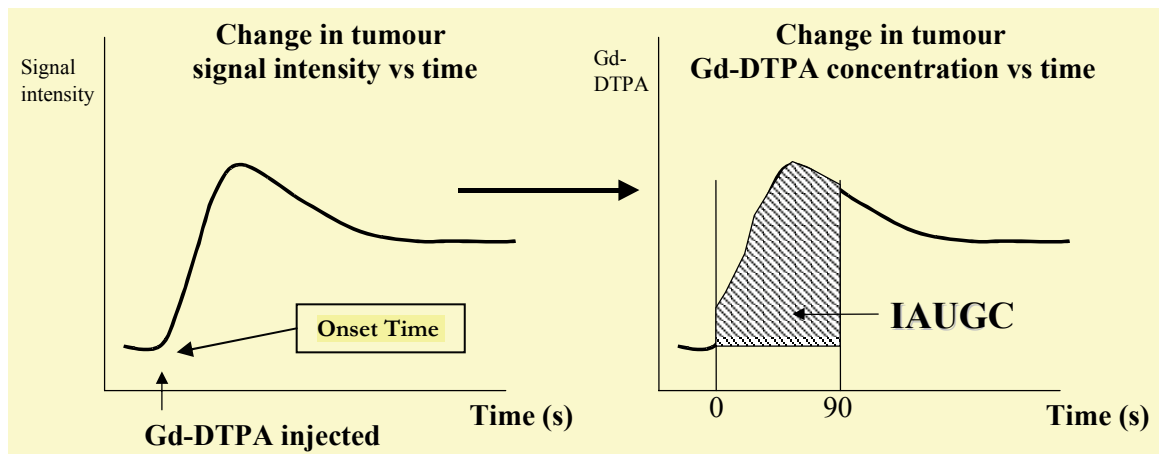 Change in tumour
signal intensity vs time
Signal
intensity
Onset Time
Time (s)
Gd-DTPA injected
Change in tumour
Gd-DTPA concentration vs time
Gd-
DTPA
IAUGC
0
90
Time (s)